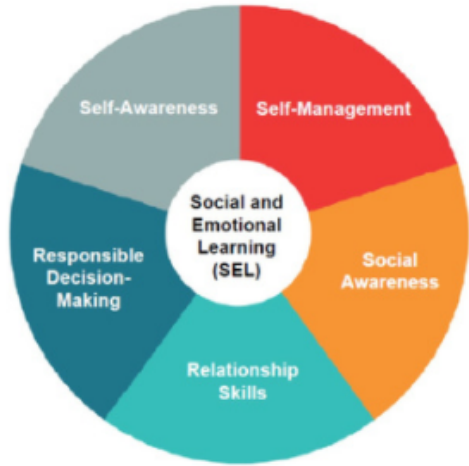 Self-Awareness
Self-Management
Social and
Emotional
Learning
(SEL)
Responsible
Decision-
Making
Social
Awareness
Relationship
Skills